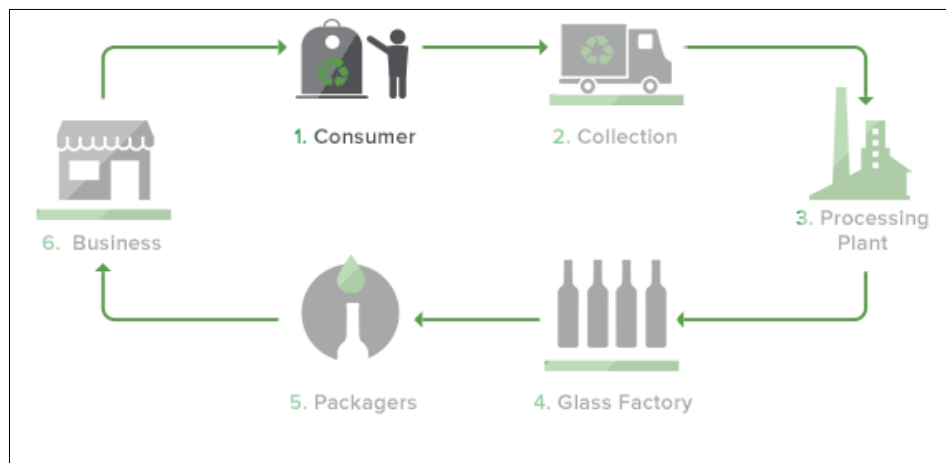 1. Consumer
2. Collection
3. Processing
Plant
4. Glass Factory
5. Packagers
6. Business